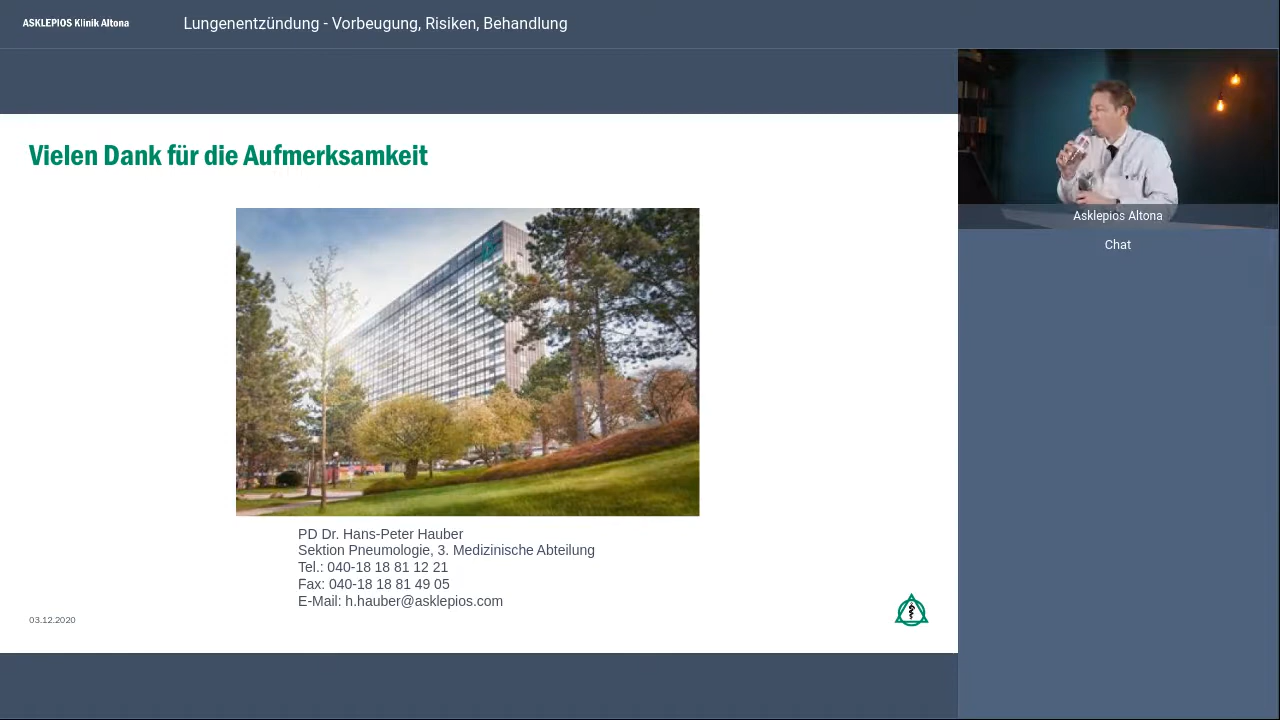 ASKLEPIOS Klinik Altona
Lungenentzündung - Vorbeugung, Risiken, Behandlung
Vielen Dank für die Aufmerksamkeit
PD Dr. Hans-Peter Hauber
Sektion Pneumologie, 3. Medizinische Abteilung
Tel.: 040-18 18 81 12 21
Fax: 040-18 18 81 49 05
E-Mail: h.hauber@asklepios.com
03.12.2020
Asklepios Altona
Chat